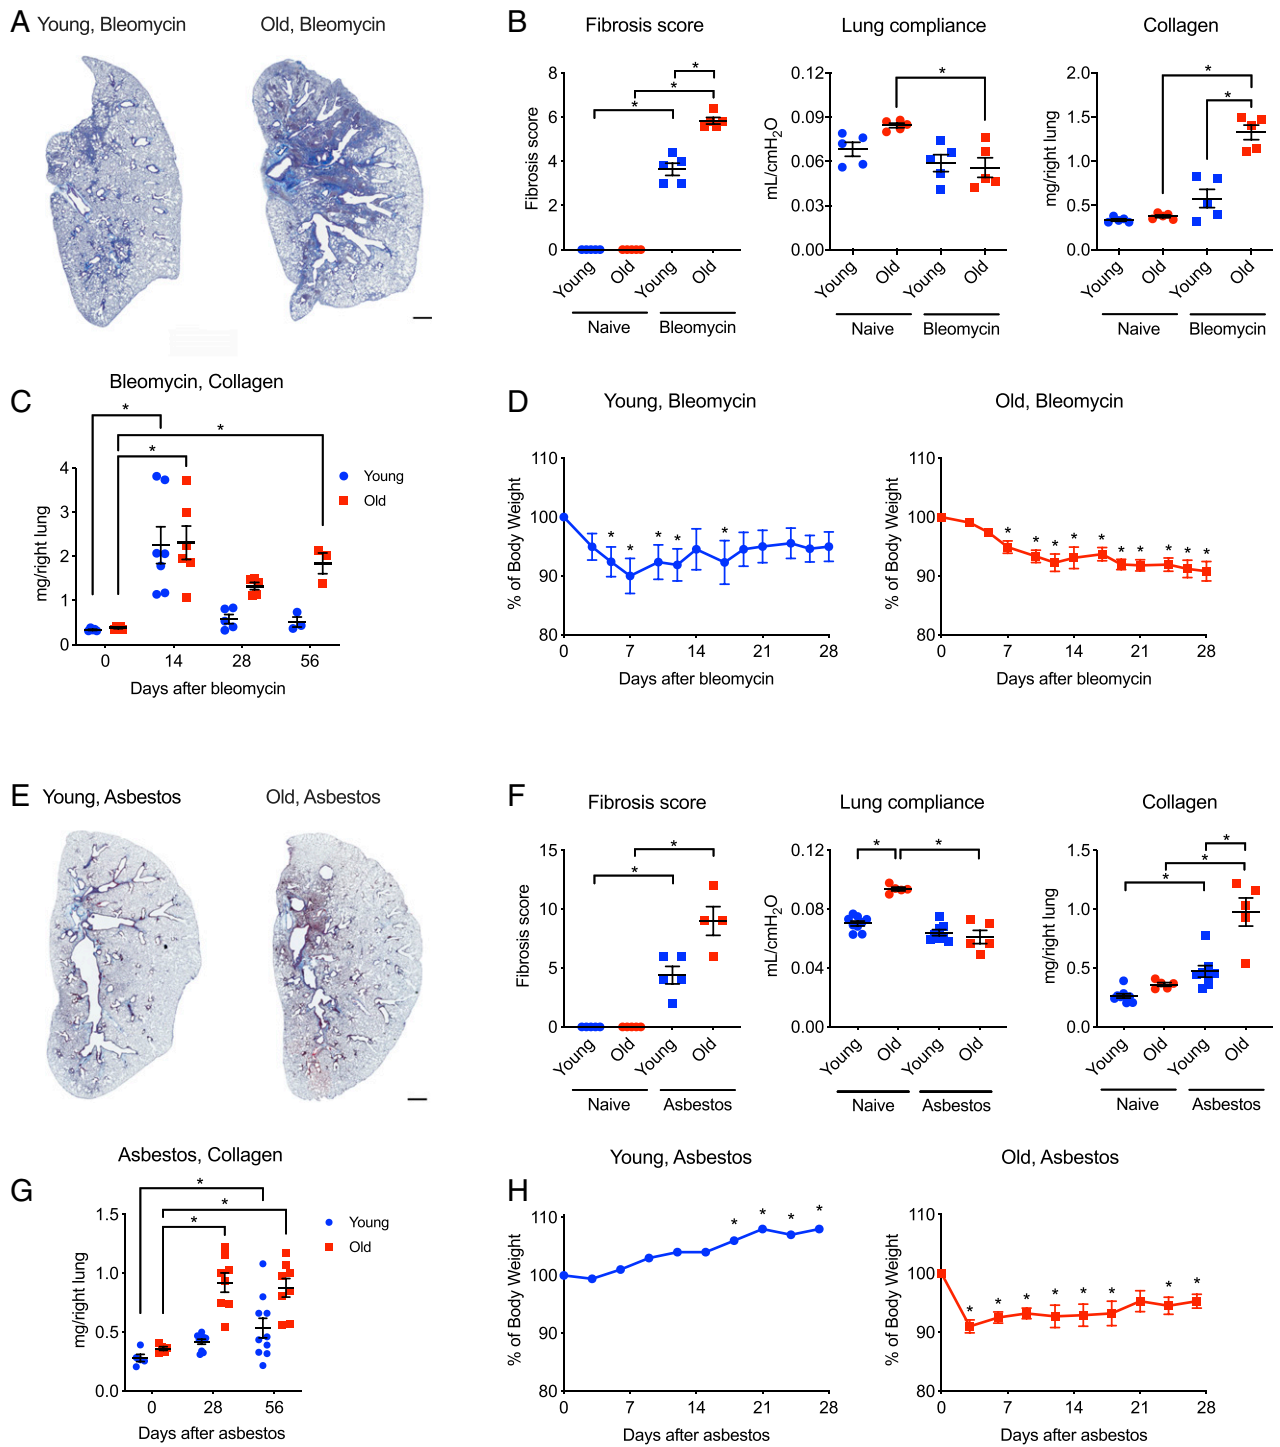 A
Young, Bleomycin
Old, Bleomycin
B
Fibrosis score
Fibrosis score
8
6
4
2
0
*
*
*
Young
Old
Young
Old
Naive
Bleomycin
Lung compliance
mL/cmH2O
0.12
0.09
0.06
0.03
0.00
*
Young
Old
Young
Old
Naive
Bleomycin
Collagen
mg/right lung
2.0
1.5
1.0
0.5
0.0
*
*
Young
Old
Young
Old
Naive
Bleomycin
C
Bleomycin, Collagen
mg/right lung
4
3
2
1
0
*
*
*
Young
Old
0
14
28
56
Days after bleomycin
D
Young, Bleomycin
% of Body Weight
110
100
90
80
* * * * *
0
7
14
21
28
Days after bleomycin
Old, Bleomycin
% of Body Weight
110
100
90
80
* * * * * * * * * *
0
7
14
21
28
Days after bleomycin
E
Young, Asbestos
Old, Asbestos
F
Fibrosis score
Fibrosis score
15
10
5
0
*
*
Young
Old
Young
Old
Naive
Asbestos
Lung compliance
mL/cmH2O
0.12
0.08
0.04
0.00
*
*
Young
Old
Young
Old
Naive
Asbestos
Collagen
mg/right lung
1.5
1.0
0.5
0.0
*
*
*
Young
Old
Young
Old
Naive
Asbestos
G
Asbestos, Collagen
mg/right lung
1.5
1.0
0.5
0.0
*
*
*
Young
Old
0
28
56
Days after asbestos
H
Young, Asbestos
% of Body Weight
110
100
90
80
* * * *
0
7
14
21
28
Days after asbestos
Old, Asbestos
% of Body Weight
110
100
90
80
* * * * * * * *
0
7
14
21
28
Days after asbestos